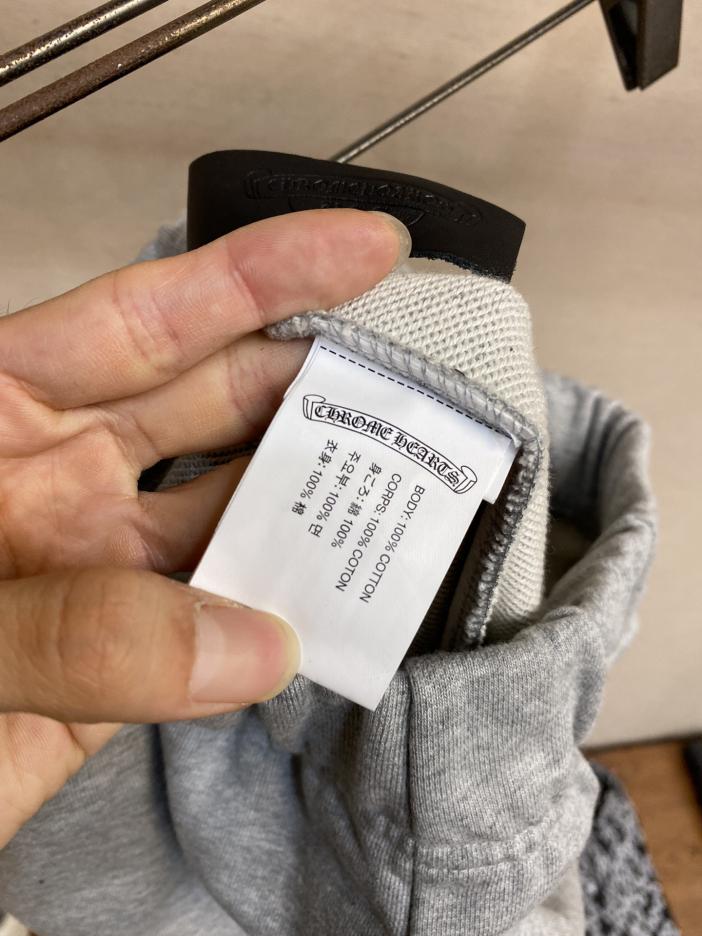 CHROME HEARTS
BODY: 100% COTTON
CORPS: 100% COTON
身ごろ: 綿 100%
주요부: 100% 면
衣身: 100% 棉